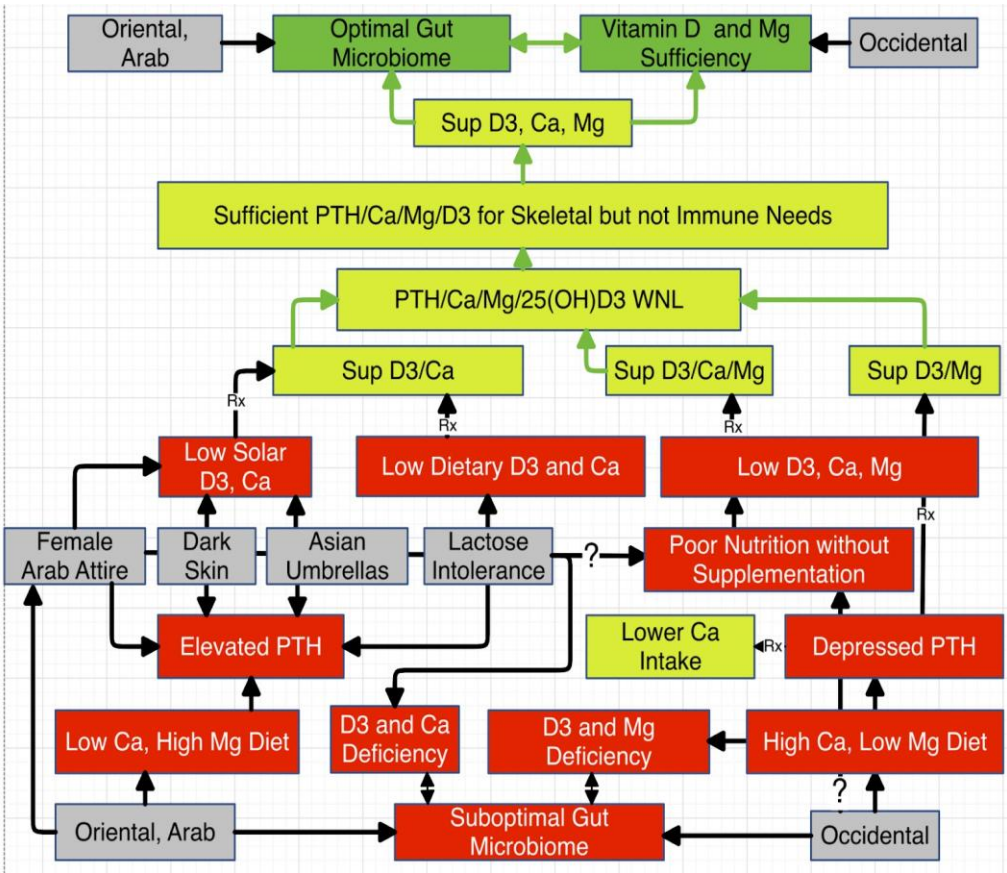 Oriental,
Arab
Optimal Gut
Microbiome
Vitamin D and Mg
Sufficiency
Occidental
Sup D3, Ca, Mg
Sufficient PTH/Ca/Mg/D3 for Skeletal but not Immune Needs
PTH/Ca/Mg/25(OH)D3 WNL
Sup D3/Ca
Sup D3/Ca/Mg
Sup D3/Mg
Rx
Rx
Rx
Low Solar
D3, Ca
Low Dietary D3 and Ca
Low D3, Ca, Mg
Rx
Female
Arab Attire
Dark
Skin
Asian
Umbrellas
Lactose
Intolerance
?
Poor Nutrition without
Supplementation
Elevated PTH
Lower Ca
Intake
Rx
Depressed PTH
Low Ca, High Mg Diet
D3 and Ca
Deficiency
D3 and Mg
Deficiency
High Ca, Low Mg Diet
?
Oriental, Arab
Suboptimal Gut
Microbiome
Occidental